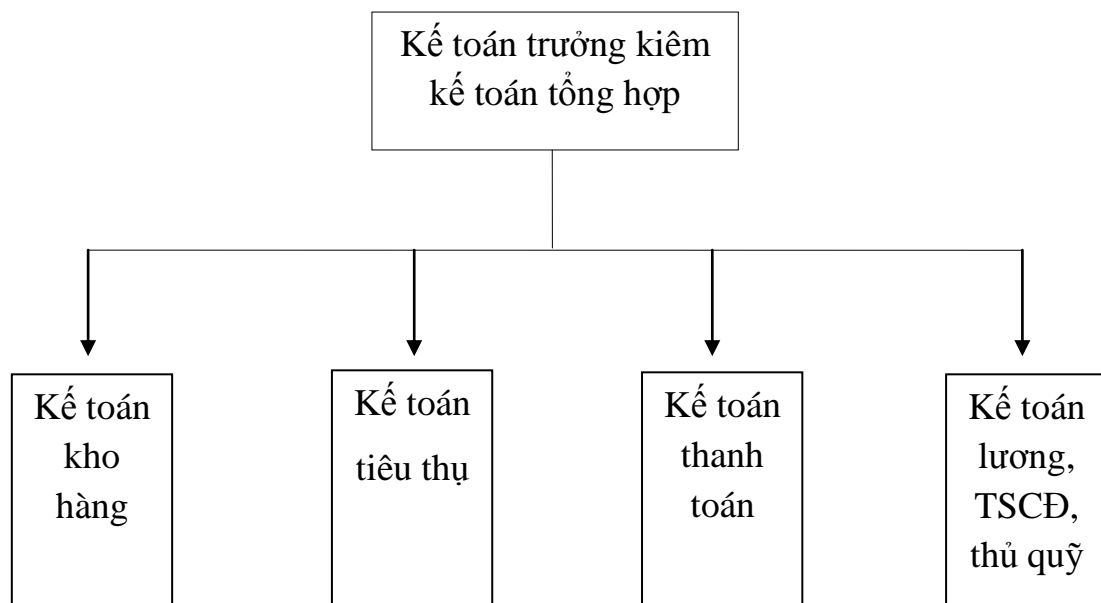 Kế toán trưởng kiêm
kế toán tổng hợp
Kế toán
kho
hàng
Kế toán
tiêu thụ
Kế toán
thanh
toán
Kế toán
lương,
TSCĐ,
thủ quỹ